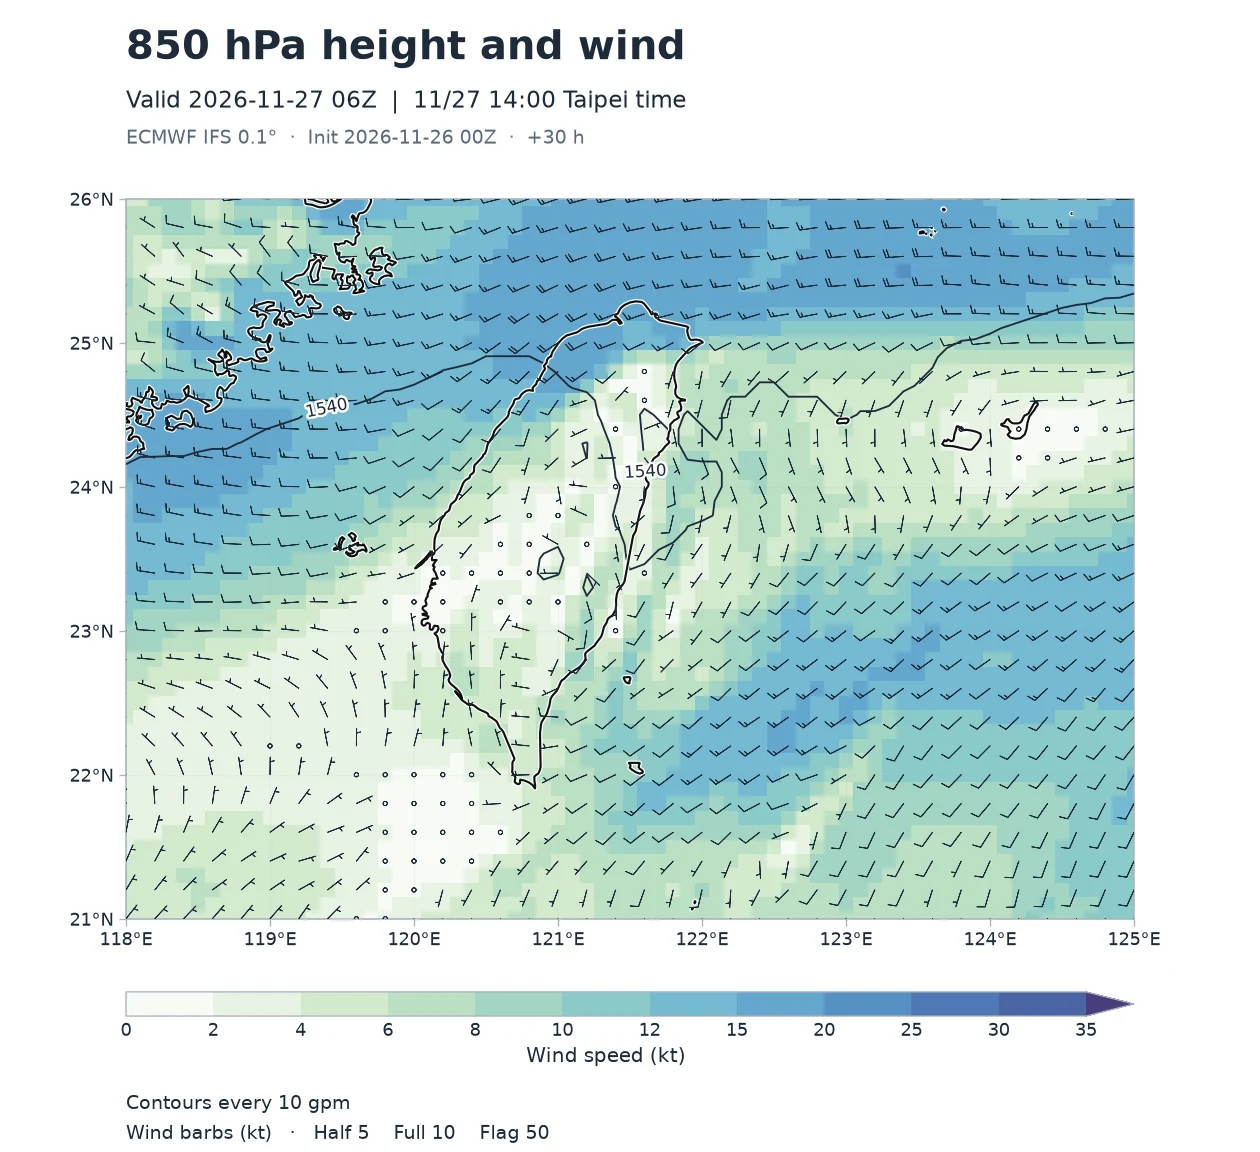 850 hPa height and wind
Valid 2026-11-27 06Z | 11/27 14:00 Taipei time
ECMWF IFS 0.1° · Init 2026-11-26 00Z · +30 h
26°N
25°N
1540
24°N
1540
23°N
22°N
21°N
118°E 119°E 120°E 121°E 122°E 123°E 124°E 125°E
0 2 4 6 8 10 12 15 20 25 30 35
Wind speed (kt)
Contours every 10 gpm
Wind barbs (kt) · Half 5 Full 10 Flag 50